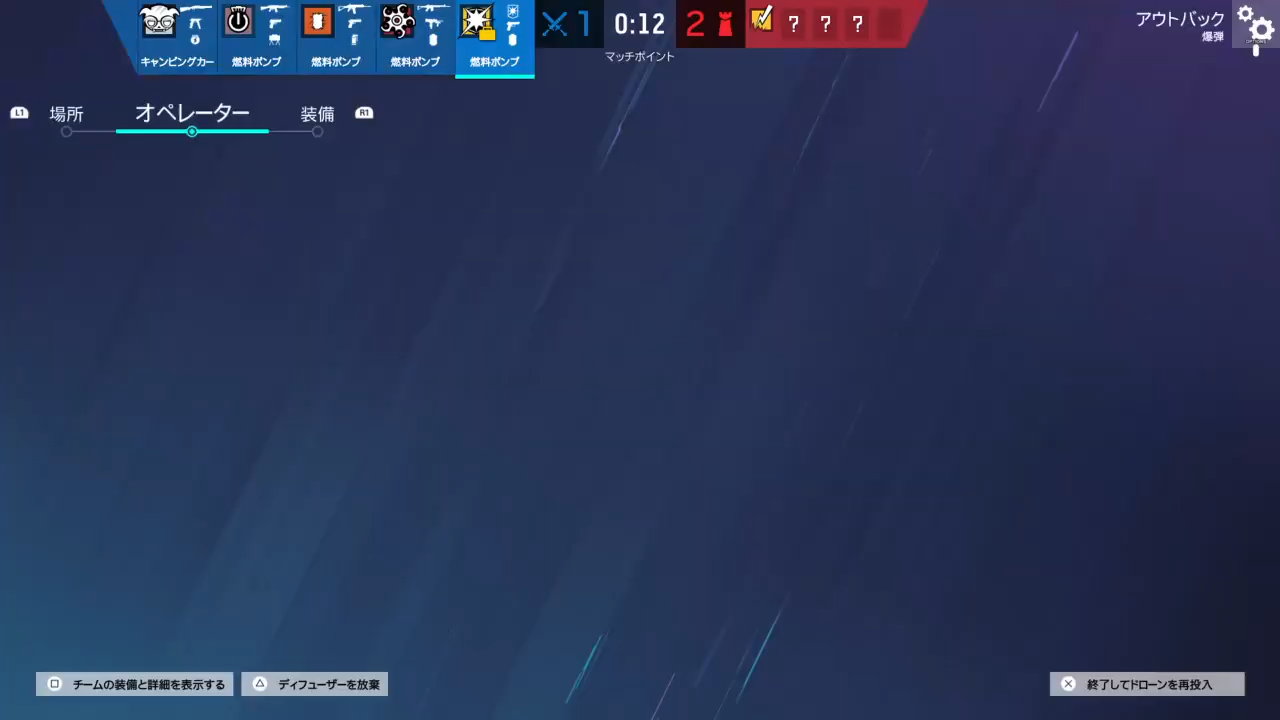 キャンピングカー
燃料ポンプ
燃料ポンプ
燃料ポンプ
燃料ポンプ
1
0:12
2
マッチポイント
? ? ?
アウトバック
爆弾
L1
場所
オペレーター
装備
R1
チームの装備と詳細を表示する
ディフューザーを放棄
終了してドローンを再投入